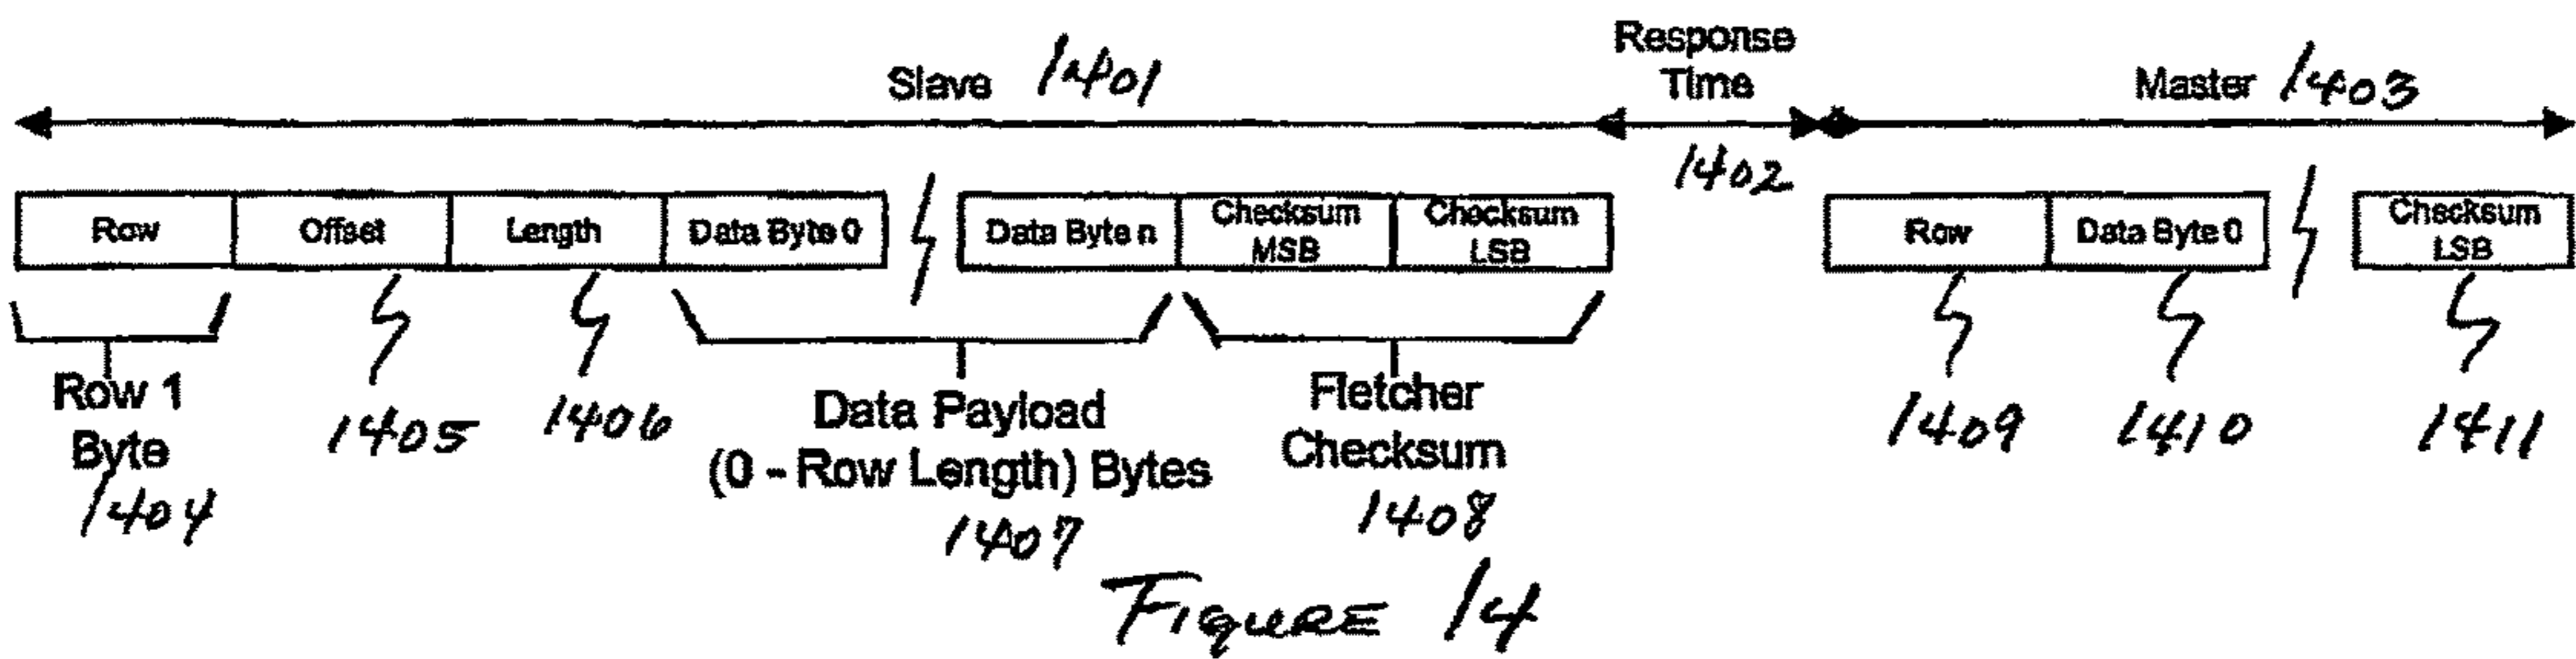 Slave 1401
Response
Time
1402
Master 1403
Row
Offset
Length
Data Byte 0
Data Byte n
Checksum
MSB
Checksum
LSB
Row
Data Byte 0
Checksum
LSB
Row 1
Byte
1404
1405
1406
Data Payload
(0 - Row Length) Bytes
1407
Fletcher
Checksum
1408
1409
1410
1411
FIGURE 14